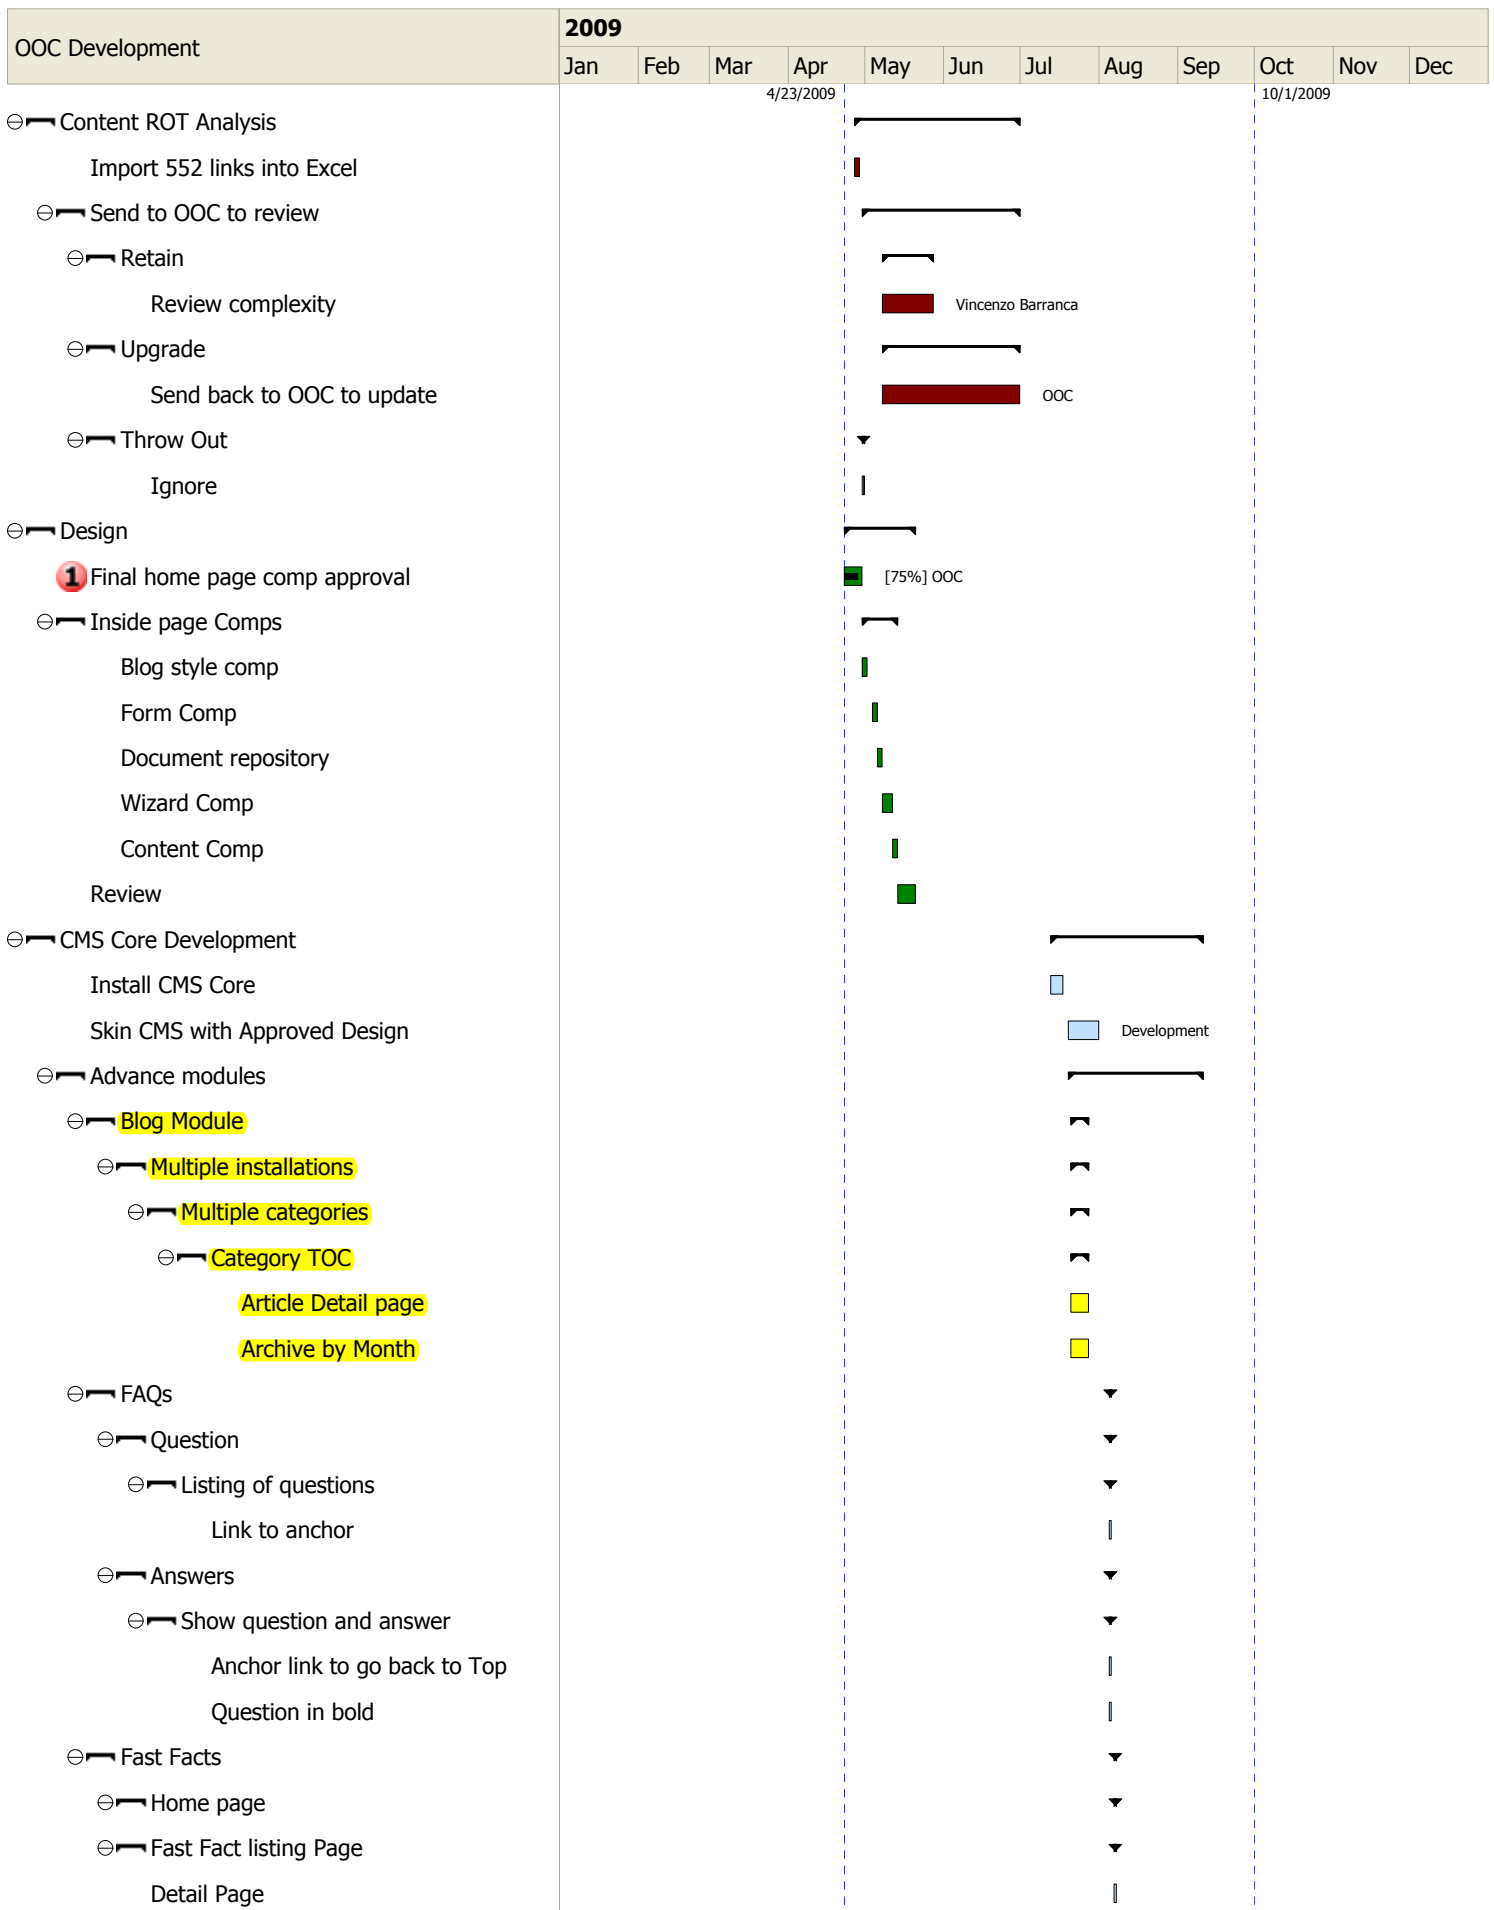 OOC Development
2009
Jan Feb Mar Apr May Jun Jul Aug Sep Oct Nov Dec
4/23/2009 10/1/2009
Content ROT Analysis
Import 552 links into Excel
Send to OOC to review
Retain
Review complexity Vincenzo Barranca
Upgrade
Send back to OOC to update OOC
Throw Out
Ignore
Design
1 Final home page comp approval [75%] OOC
Inside page Comps
Blog style comp
Form Comp
Document repository
Wizard Comp
Content Comp
Review
CMS Core Development
Install CMS Core
Skin CMS with Approved Design Development
Advance modules
Blog Module
Multiple installations
Multiple categories
Category TOC
Article Detail page
Archive by Month
FAQs
Question
Listing of questions
Link to anchor
Answers
Show question and answer
Anchor link to go back to Top
Question in bold
Fast Facts
Home page
Fast Fact listing Page
Detail Page